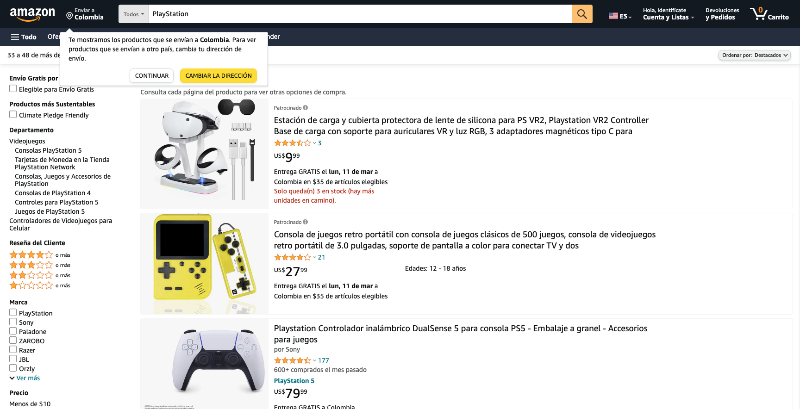 amazon
Enviar a
Colombia
Todos
PlayStation
ES
Hola, identifícate
Cuenta y Listas
Devoluciones
y Pedidos
0
Carrito
Todo
Te mostramos los productos que se envían a Colombia. Para ver
productos que se envían a otro país, cambia tu dirección de
envío.
CONTINUAR
CAMBIAR LA DIRECCIÓN
33 a 48 de más de
Ordenar por: Destacados
Consulta cada página del producto para ver otras opciones de compra.
Envío Gratis por
Elegible para Envío Gratis
Productos más Sustentables
Climate Pledge Friendly
Departamento
Videojuegos
Consolas PlayStation 5
Tarjetas de Moneda en la Tienda
PlayStation Network
Consolas, Juegos y Accesorios de
PlayStation
Consolas de PlayStation 4
Controles para PlayStation 5
Juegos de PlayStation 5
Controladores de Videojuegos para
Celular
Reseña del Cliente
o más
o más
o más
o más
Marca
PlayStation
Sony
Paladone
ZAROBO
Razer
JBL
Orzly
Ver más
Precio
Menos de $10
Patrocinado
Estación de carga y cubierta protectora de lente de silicona para PS VR2, Playstation VR2 Controller
Base de carga con soporte para auriculares VR y luz RGB, 3 adaptadores magnéticos tipo C para
3
US$9⁹⁹
Entrega GRATIS el lun, 11 de mar a
Colombia en $35 de artículos elegibles
Solo queda(n) 3 en stock (hay más
unidades en camino).
Patrocinado
Consola de juegos retro portátil con consola de juegos clásicos de 500 juegos, consola de videojuegos
retro portátil de 3.0 pulgadas, soporte de pantalla a color para conectar TV y dos
21
US$27⁹⁹
Edades: 12 - 18 años
Entrega GRATIS el lun, 11 de mar a
Colombia en $35 de artículos elegibles
Playstation Controlador inalámbrico DualSense 5 para consola PS5 - Embalaje a granel - Accesorios
para juegos
por Sony
177
600+ comprados el mes pasado
PlayStation 5
US$79⁹⁹
Entrega GRATIS a Colombia